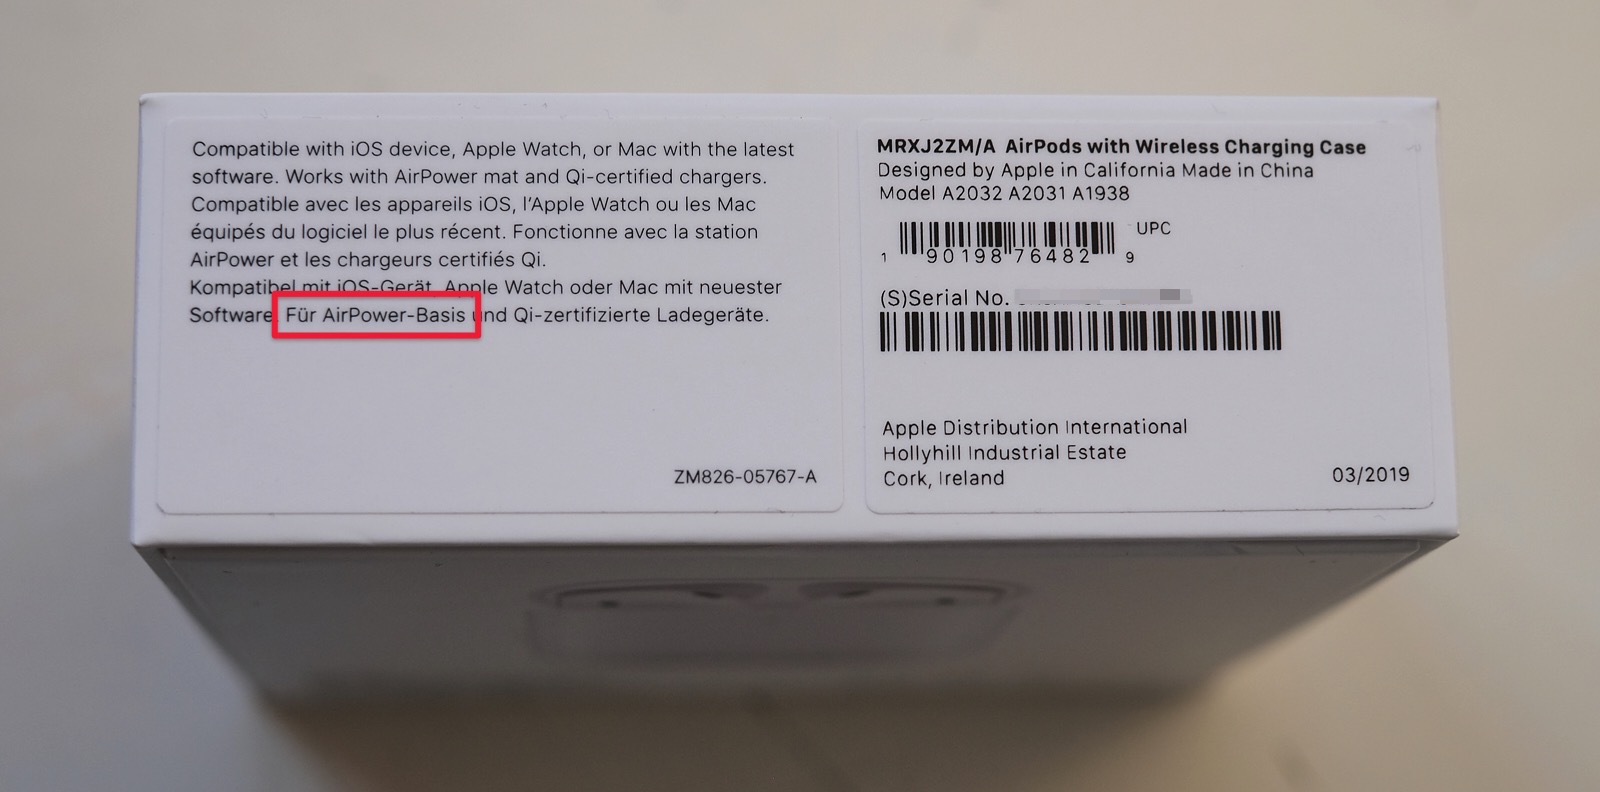 Compatible with iOS device, Apple Watch, or Mac with the latest
software. Works with AirPower mat and Qi-certified chargers.
Compatible avec les appareils iOS, l'Apple Watch ou les Mac
équipés du logiciel le plus récent. Fonctionne avec la station
AirPower et les chargeurs certifiés Qi.
Kompatibel mit iOS-Gerät, Apple Watch oder Mac mit neuester
Software. Für AirPower-Basis und Qi-zertifizierte Ladegeräte.
ZM826-05767-A
MRXJ2ZM/A AirPods with Wireless Charging Case
Designed by Apple in California Made in China
Model A2032 A2031 A1938
UPC
1 90198 76482 9
(S)Serial No.
Apple Distribution International
Hollyhill Industrial Estate
Cork, Ireland
03/2019